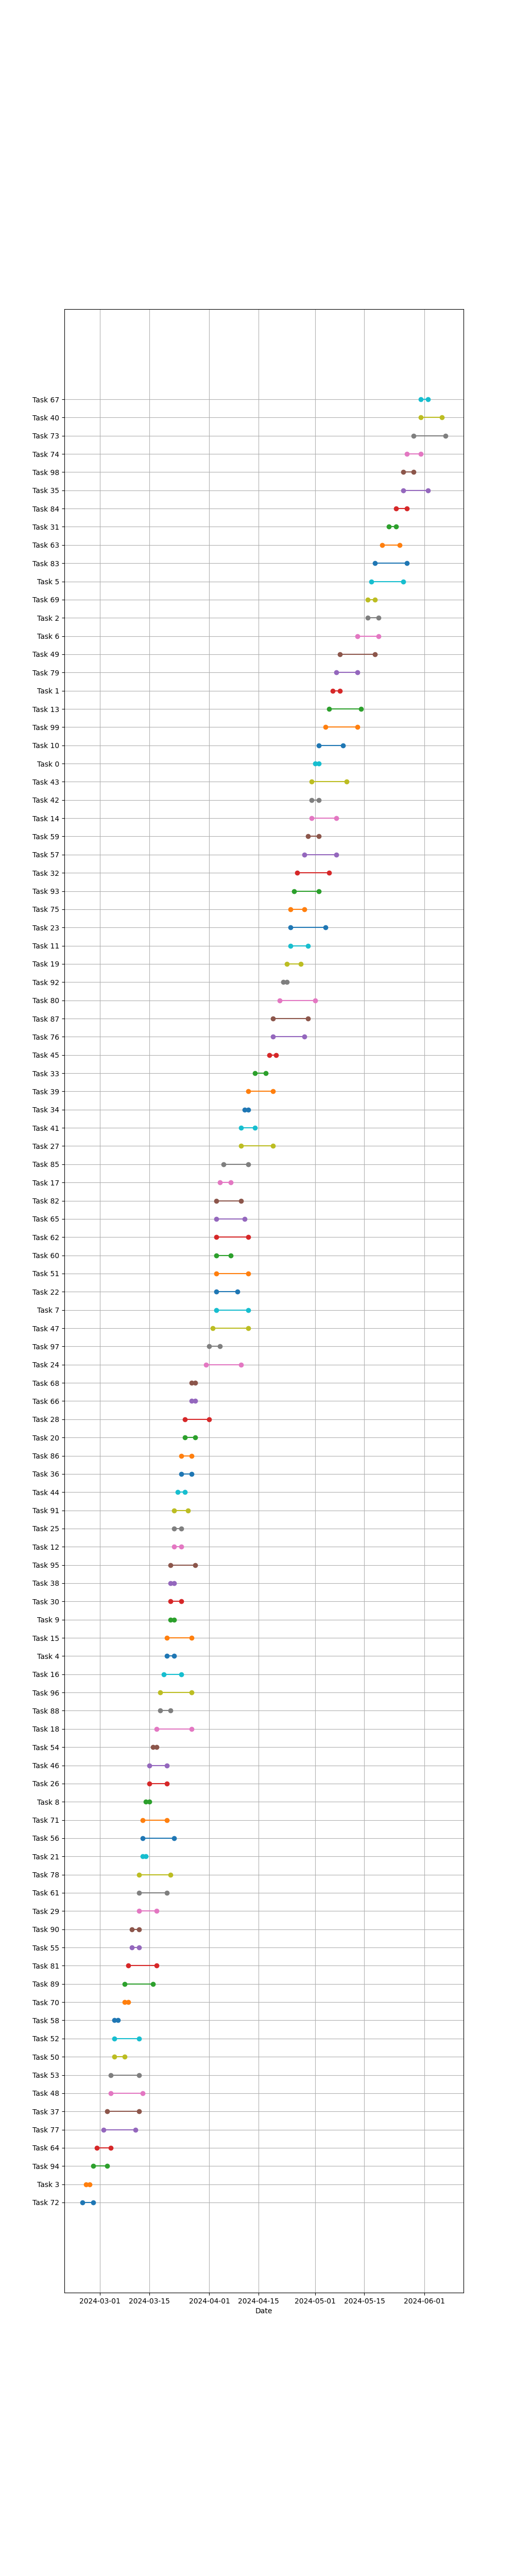 Task 67
Task 40
Task 73
Task 74
Task 98
Task 35
Task 84
Task 31
Task 63
Task 83
Task 5
Task 69
Task 2
Task 6
Task 49
Task 79
Task 1
Task 13
Task 99
Task 10
Task 0
Task 43
Task 42
Task 14
Task 59
Task 57
Task 32
Task 93
Task 75
Task 23
Task 11
Task 19
Task 92
Task 80
Task 87
Task 76
Task 45
Task 33
Task 39
Task 34
Task 41
Task 27
Task 85
Task 17
Task 82
Task 65
Task 62
Task 60
Task 51
Task 22
Task 7
Task 47
Task 97
Task 24
Task 68
Task 66
Task 28
Task 20
Task 86
Task 36
Task 44
Task 91
Task 25
Task 12
Task 95
Task 38
Task 30
Task 9
Task 15
Task 4
Task 16
Task 96
Task 88
Task 18
Task 54
Task 46
Task 26
Task 8
Task 71
Task 56
Task 21
Task 78
Task 61
Task 29
Task 90
Task 55
Task 81
Task 89
Task 70
Task 58
Task 52
Task 50
Task 53
Task 48
Task 37
Task 77
Task 64
Task 94
Task 3
Task 72
2024-03-01 2024-03-15 2024-04-01 2024-04-15 2024-05-01 2024-05-15 2024-06-01
Date